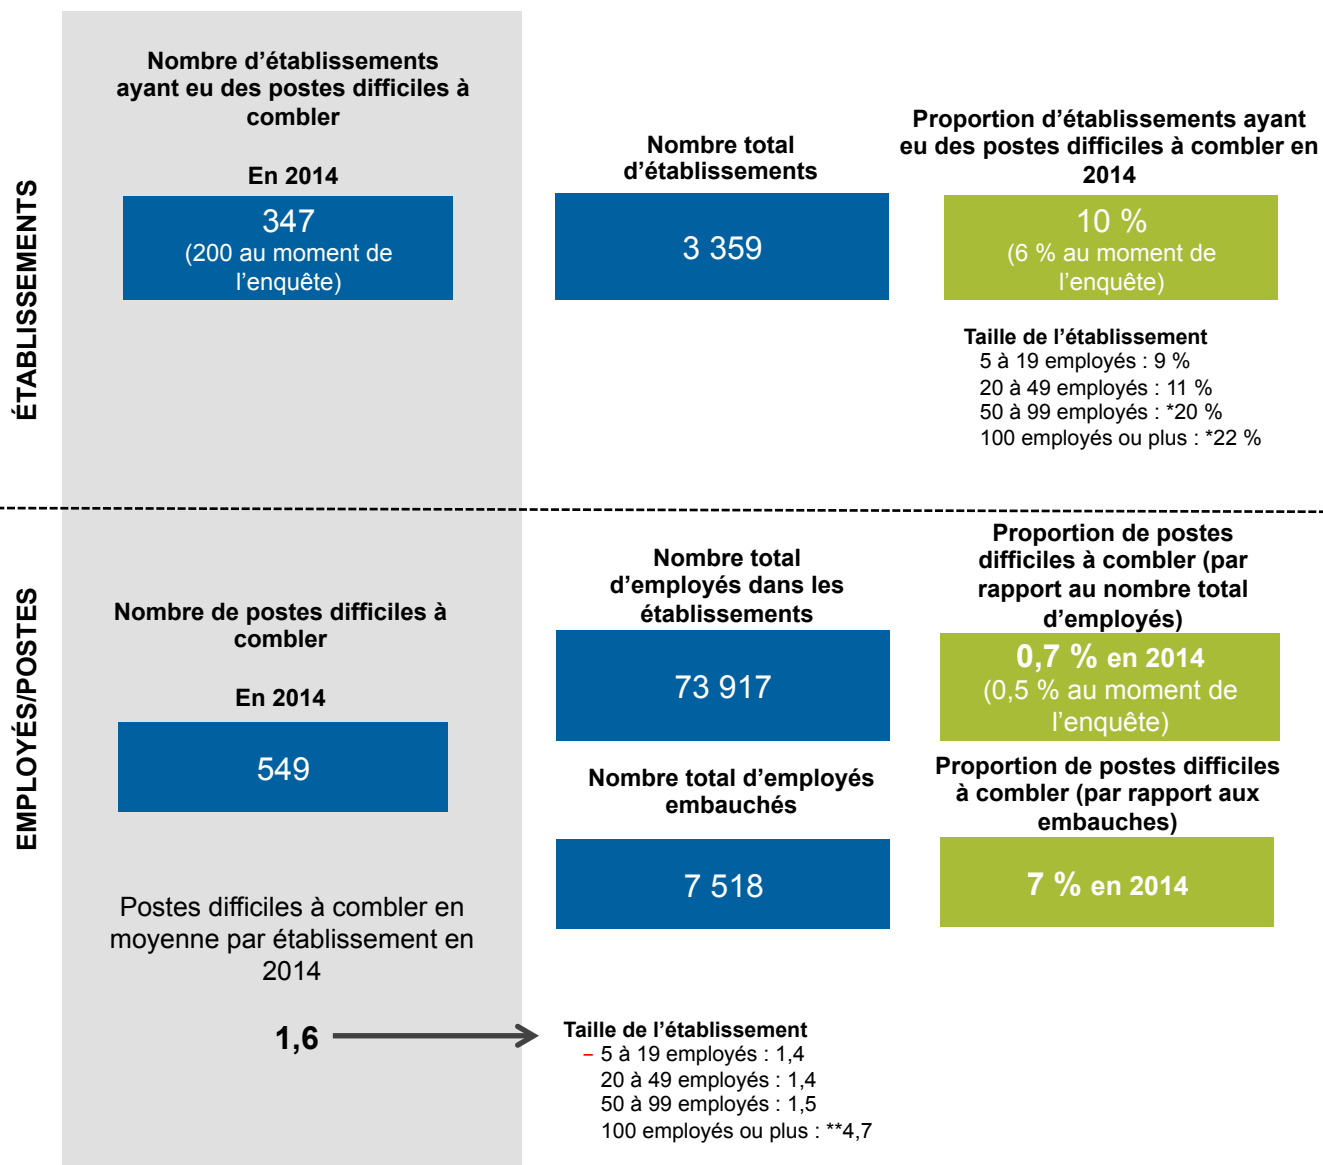 ÉTABLISSEMENTS
Nombre d’établissements
ayant eu des postes difficiles à
combler
En 2014
347
(200 au moment de
l’enquête)
Nombre total
d’établissements
3 359
Proportion d’établissements ayant
eu des postes difficiles à combler en
2014
10 %
(6 % au moment de
l’enquête)
Taille de l’établissement
5 à 19 employés : 9 %
20 à 49 employés : 11 %
50 à 99 employés : *20 %
100 employés ou plus : *22 %
EMPLOYÉS/POSTES
Nombre de postes difficiles à
combler
En 2014
549
Nombre total
d’employés dans les
établissements
73 917
Proportion de postes
difficiles à combler (par
rapport au nombre total
d’employés)
0,7 % en 2014
(0,5 % au moment de
l’enquête)
Nombre total d’employés
embauchés
7 518
Proportion de postes difficiles
à combler (par rapport aux
embauches)
7 % en 2014
Postes difficiles à combler en
moyenne par établissement en
2014
1,6
Taille de l’établissement
– 5 à 19 employés : 1,4
20 à 49 employés : 1,4
50 à 99 employés : 1,5
100 employés ou plus : **4,7